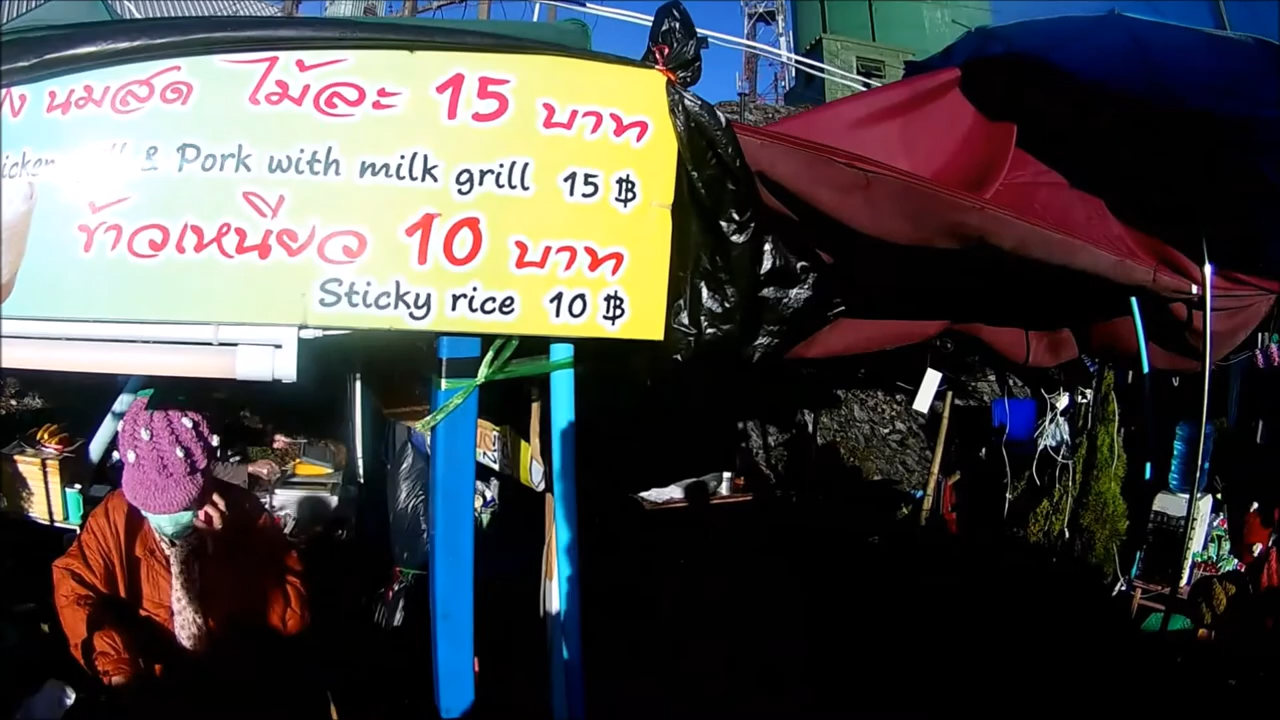 นมสด ไม้ละ 15 บาท
& Pork with milk grill 15 ฿
ข้าวเหนียว 10 บาท
Sticky rice 10 ฿